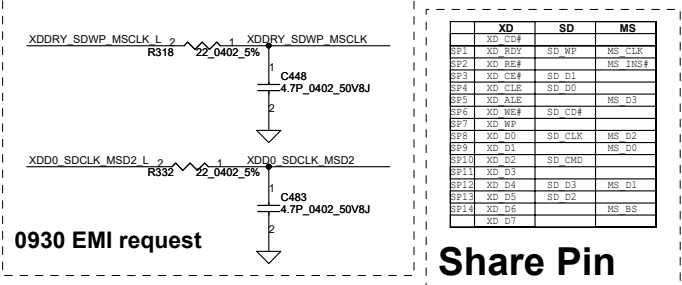 XDDRY_SDWP_MSCLK_L 2 1 XDDRY_SDWP_MSCLK
R318 22_0402_5%
1
C448
4.7P_0402_50V8J
2
XDD0_SDCLK_MSD2_L 2 1 XDD0_SDCLK_MSD2
R332 22_0402_5%
1
C483
4.7P_0402_50V8J
2
0930 EMI request
XD SD MS
XD_CD#
SP1 XD_RDY SD_WP MS_CLK
SP2 XD_RE# MS_INS#
SP3 XD_CE# SD_D1
SP4 XD_CLE SD_D0
SP5 XD_ALE MS_D3
SP6 XD_WE# SD_CD#
SP7 XD_WP
SP8 XD_D0 SD_CLK MS_D2
SP9 XD_D1 MS_D0
SP10 XD_D2 SD_CMD
SP11 XD_D3
SP12 XD_D4 SD_D3 MS_D1
SP13 XD_D5 SD_D2
SP14 XD_D6 MS_BS
XD_D7
Share Pin